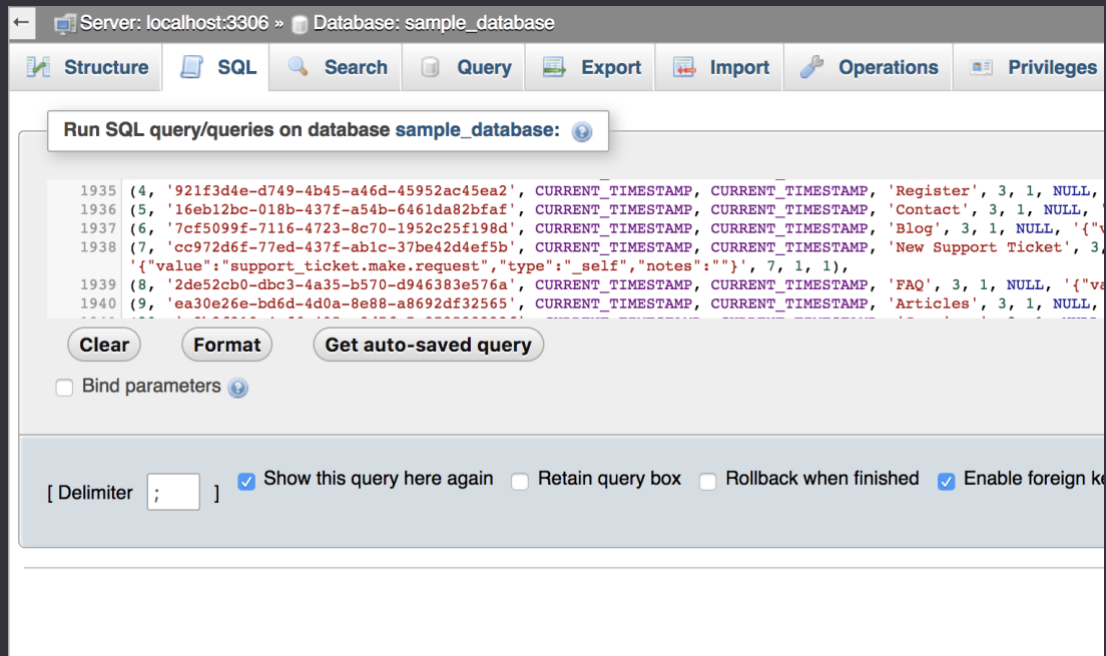 Server: localhost:3306 » Database: sample_database
Structure SQL Search Query Export Import Operations Privileges
Run SQL query/queries on database sample_database:
1935 (4, '921f3d4e-d749-4b45-a46d-45952ac45ea2', CURRENT_TIMESTAMP, CURRENT_TIMESTAMP, 'Register', 3, 1, NULL,
1936 (5, '16eb12bc-018b-437f-a54b-6461da82bfaf', CURRENT_TIMESTAMP, CURRENT_TIMESTAMP, 'Contact', 3, 1, NULL, '
1937 (6, '7cf5099f-7116-4723-8c70-1952c25f198d', CURRENT_TIMESTAMP, CURRENT_TIMESTAMP, 'Blog', 3, 1, NULL, '{"v
1938 (7, 'cc972d6f-77ed-437f-ab1c-37be42d4ef5b', CURRENT_TIMESTAMP, CURRENT_TIMESTAMP, 'New Support Ticket', 3,
'{"value":"support_ticket.make.request","type":"_self","notes":""}', 7, 1, 1),
1939 (8, '2de52cb0-dbc3-4a35-b570-d946383e576a', CURRENT_TIMESTAMP, CURRENT_TIMESTAMP, 'FAQ', 3, 1, NULL, '{"va
1940 (9, 'ea30e26e-bd6d-4d0a-8e88-a8692df32565', CURRENT_TIMESTAMP, CURRENT_TIMESTAMP, 'Articles', 3, 1, NULL,
Clear Format Get auto-saved query
Bind parameters
[ Delimiter ; ] Show this query here again Retain query box Rollback when finished Enable foreign ke